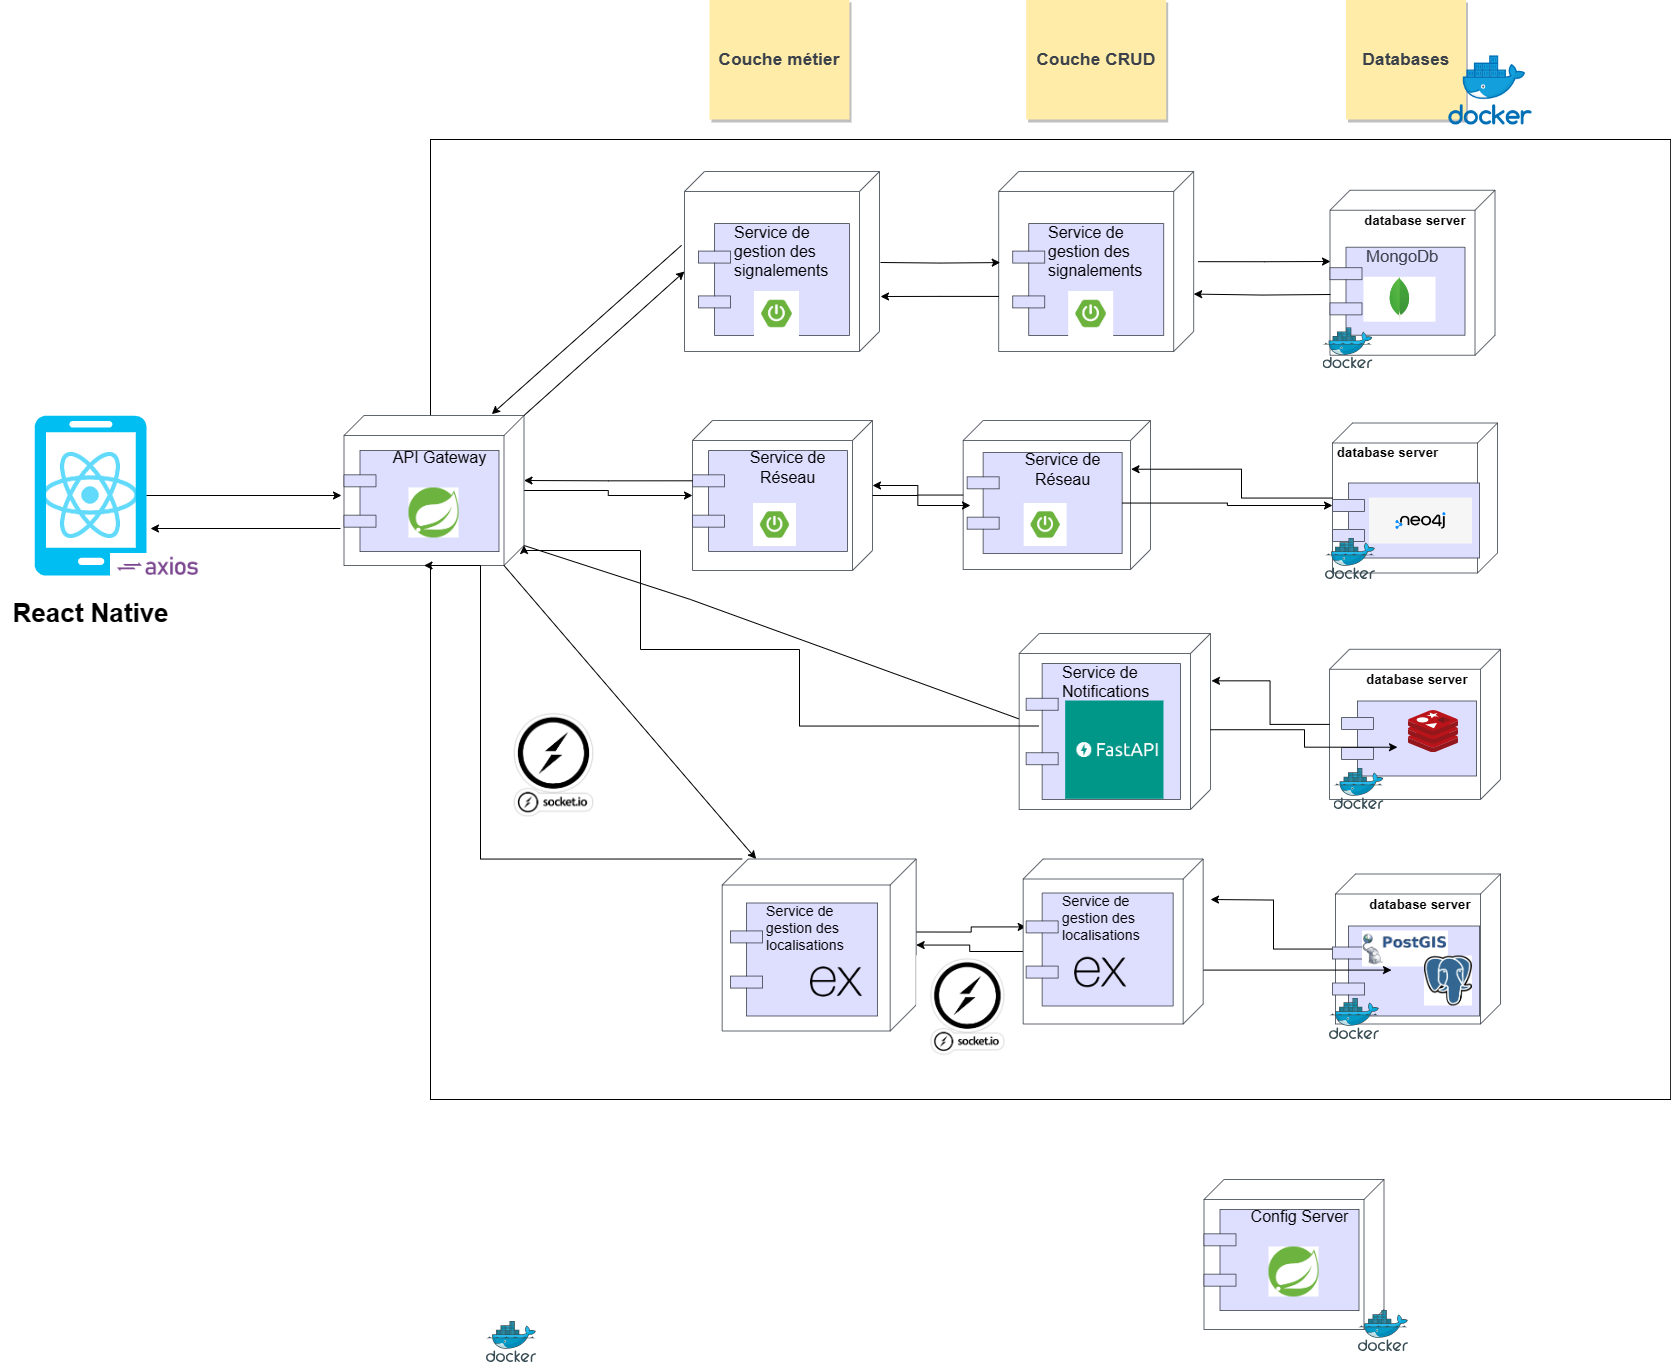 Couche métier
Couche CRUD
Databases
docker
Service de
gestion des
signalements
Service de
gestion des
signalements
database server
MongoDb
docker
API Gateway
axios
React Native
Service de
Réseau
Service de
Réseau
database server
neo4j
docker
Service de
Notifications
FastAPI
database server
docker
socket.io
Service de
gestion des
localisations
ex
socket.io
Service de
gestion des
localisations
ex
database server
PostGIS
docker
Config Server
docker
docker